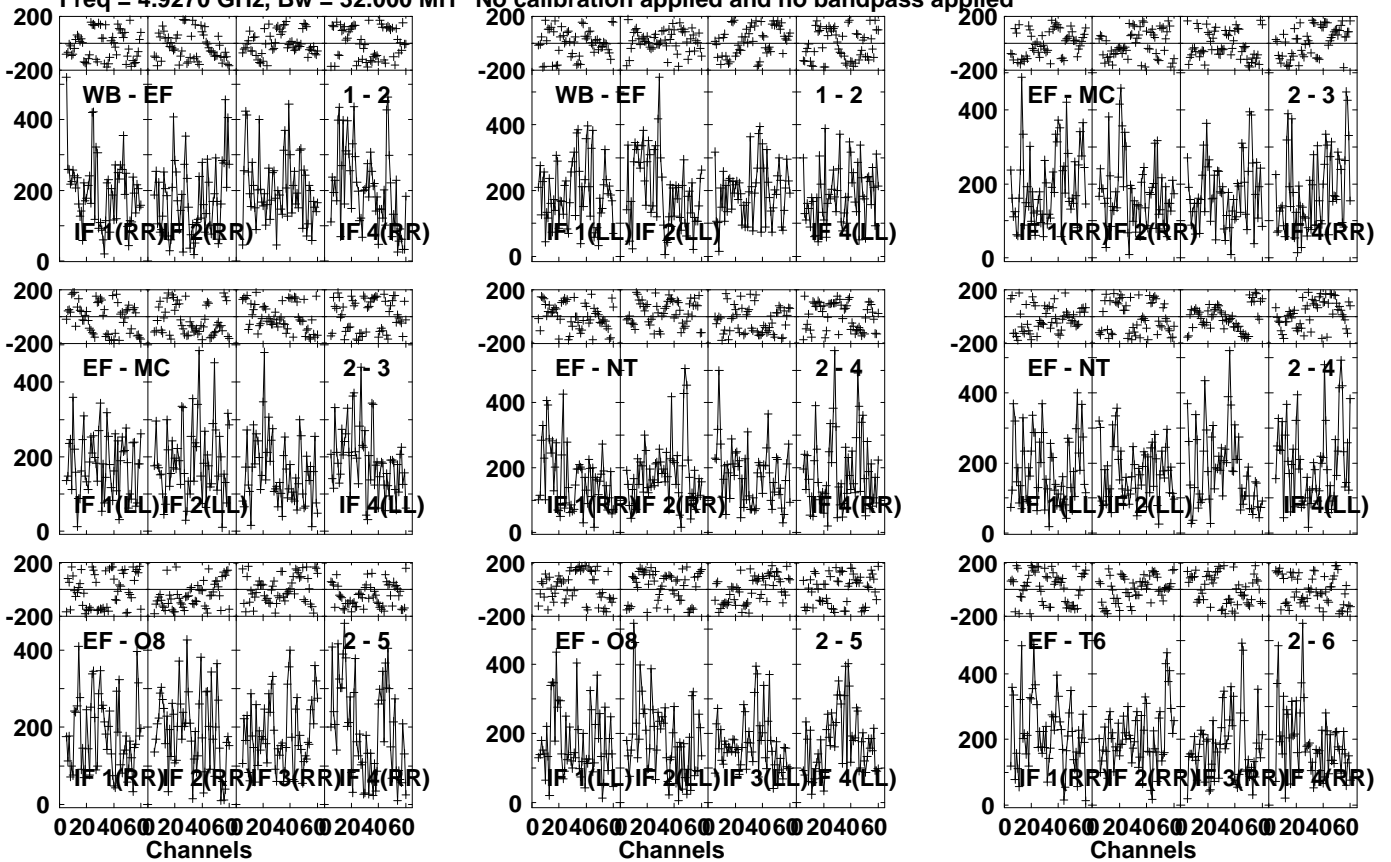 Freq = 4.9270 GHz, Bw = 32.000 MH No calibration applied and no bandpass applied
200
-200
WB - EF 1 - 2
400
200
0
IF 1(RR) IF 2(RR) IF 4(RR)
200
-200
WB - EF 1 - 2
400
200
0
IF 1(LL) IF 2(LL) IF 4(LL)
200
-200
EF - MC 2 - 3
400
200
0
IF 1(RR) IF 2(RR) IF 4(RR)
200
-200
EF - MC 2 - 3
400
200
0
IF 1(LL) IF 2(LL) IF 4(LL)
200
-200
EF - NT 2 - 4
400
200
0
IF 1(RR) IF 2(RR) IF 4(RR)
200
-200
EF - NT 2 - 4
400
200
0
IF 1(LL) IF 2(LL) IF 4(LL)
200
-200
EF - O8 2 - 5
400
200
0
IF 1(RR) IF 2(RR) IF 3(RR) IF 4(RR)
0 20 40 60 0 20 40 60 0 20 40 60 0 20 40 60
Channels
200
-200
EF - O8 2 - 5
400
200
0
IF 1(LL) IF 2(LL) IF 3(LL) IF 4(LL)
0 20 40 60 0 20 40 60 0 20 40 60 0 20 40 60
Channels
200
-200
EF - T6 2 - 6
400
200
0
IF 1(RR) IF 2(RR) IF 3(RR) IF 4(RR)
0 20 40 60 0 20 40 60 0 20 40 60 0 20 40 60
Channels